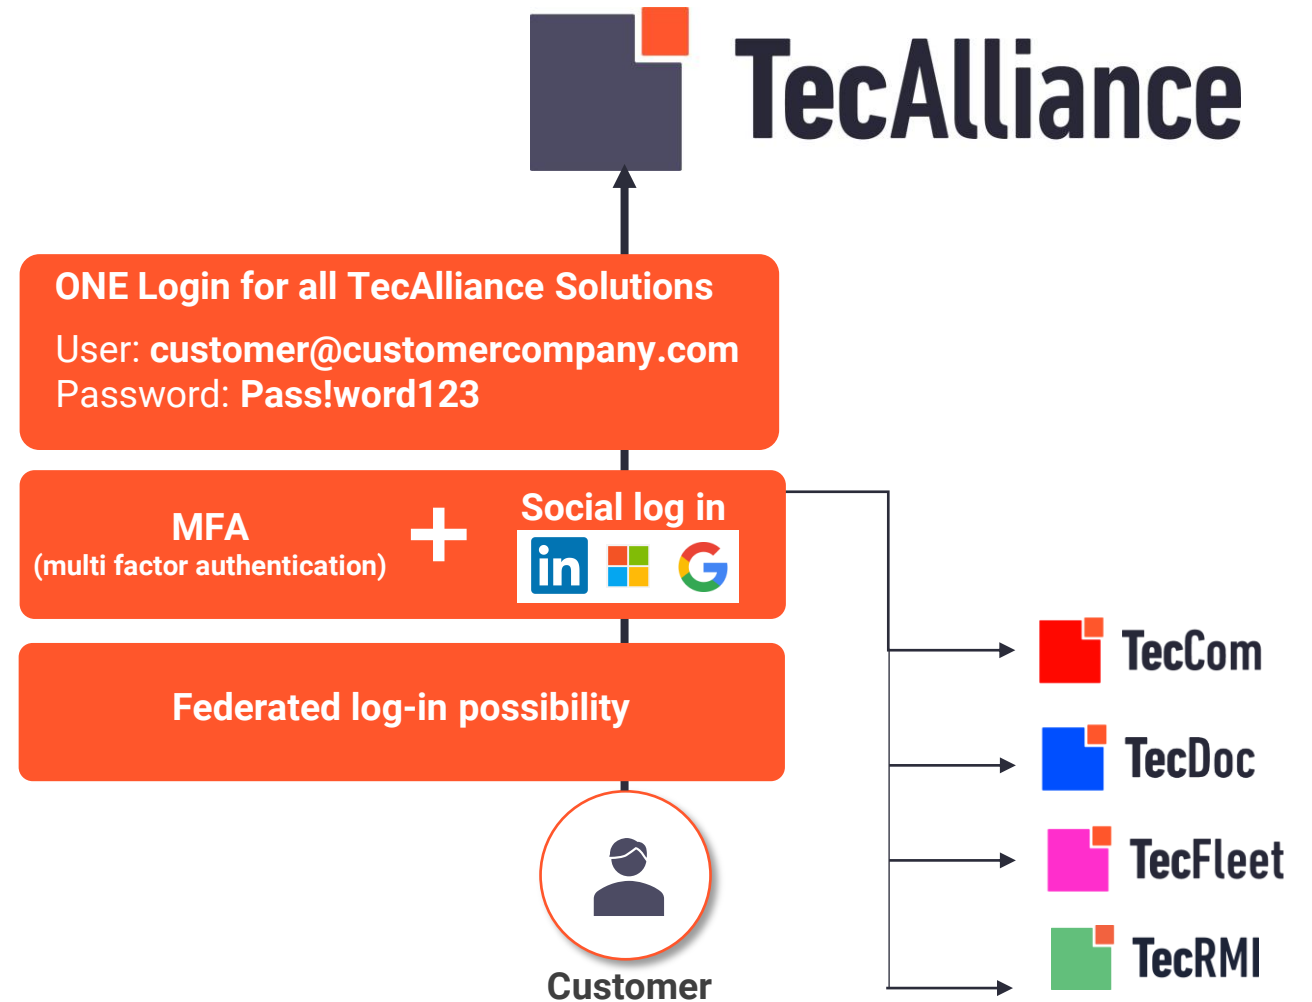 TecAlliance
ONE Login for all TecAlliance Solutions
User: customer@customercompany.com
Password: Pass!word123
MFA
(multi factor authentication)
+
Social log in
in
G
Federated log-in possibility
Customer
TecCom
TecDoc
TecFleet
TecRMI